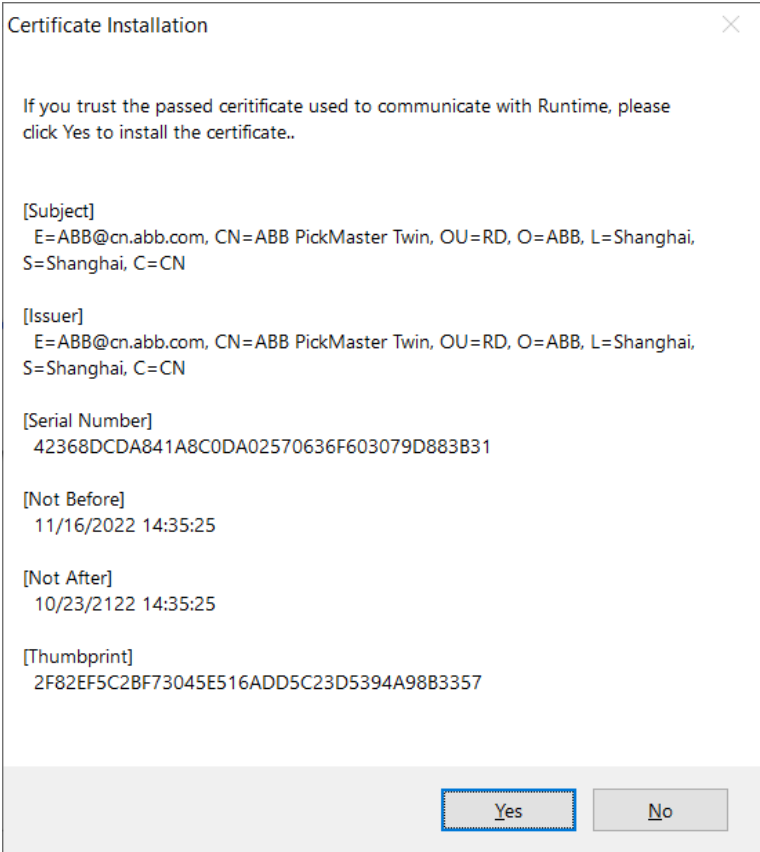 Certificate Installation
If you trust the passed ceritificate used to communicate with Runtime, please
click Yes to install the certificate..
[Subject]
E=ABB@cn.abb.com, CN=ABB PickMaster Twin, OU=RD, O=ABB, L=Shanghai,
S=Shanghai, C=CN
[Issuer]
E=ABB@cn.abb.com, CN=ABB PickMaster Twin, OU=RD, O=ABB, L=Shanghai,
S=Shanghai, C=CN
[Serial Number]
42368DCDA841A8C0DA02570636F603079D883B31
[Not Before]
11/16/2022 14:35:25
[Not After]
10/23/2122 14:35:25
[Thumbprint]
2F82EF5C2BF73045E516ADD5C23D5394A98B3357
Yes No